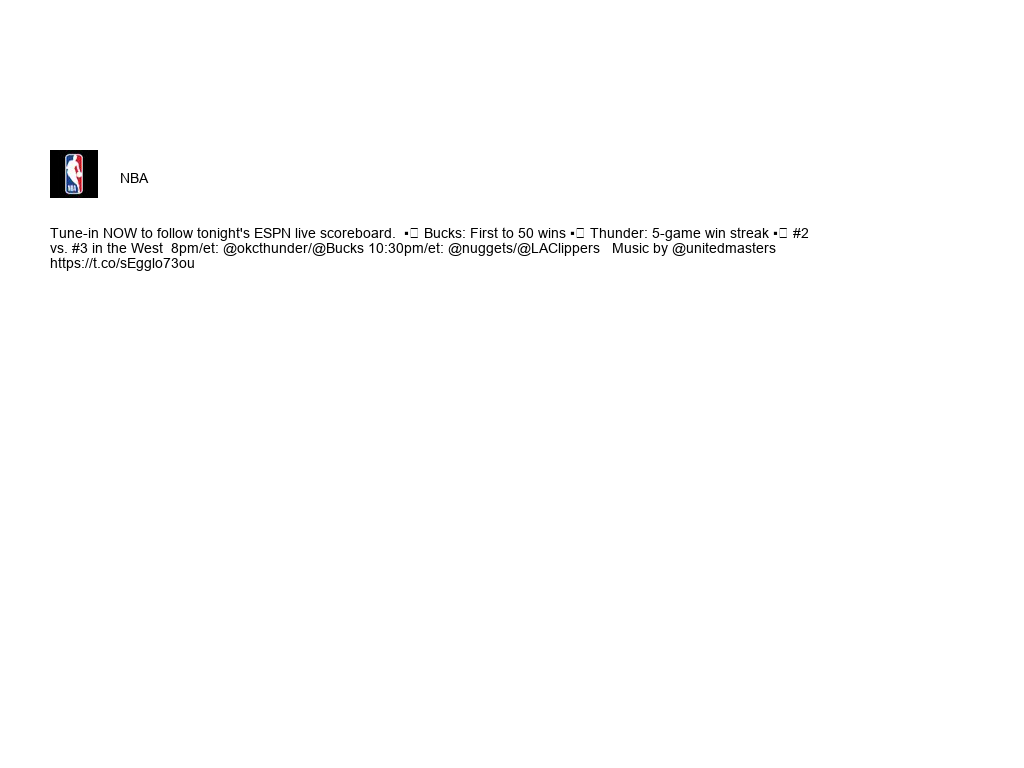 NBA
Tune-in NOW to follow tonight's ESPN live scoreboard.  ▪️ Bucks: First to 50 wins ▪️ Thunder: 5-game win streak ▪️ #2
vs. #3 in the West  8pm/et: @okcthunder/@Bucks 10:30pm/et: @nuggets/@LAClippers   Music by @unitedmasters
https://t.co/sEgglo73ou